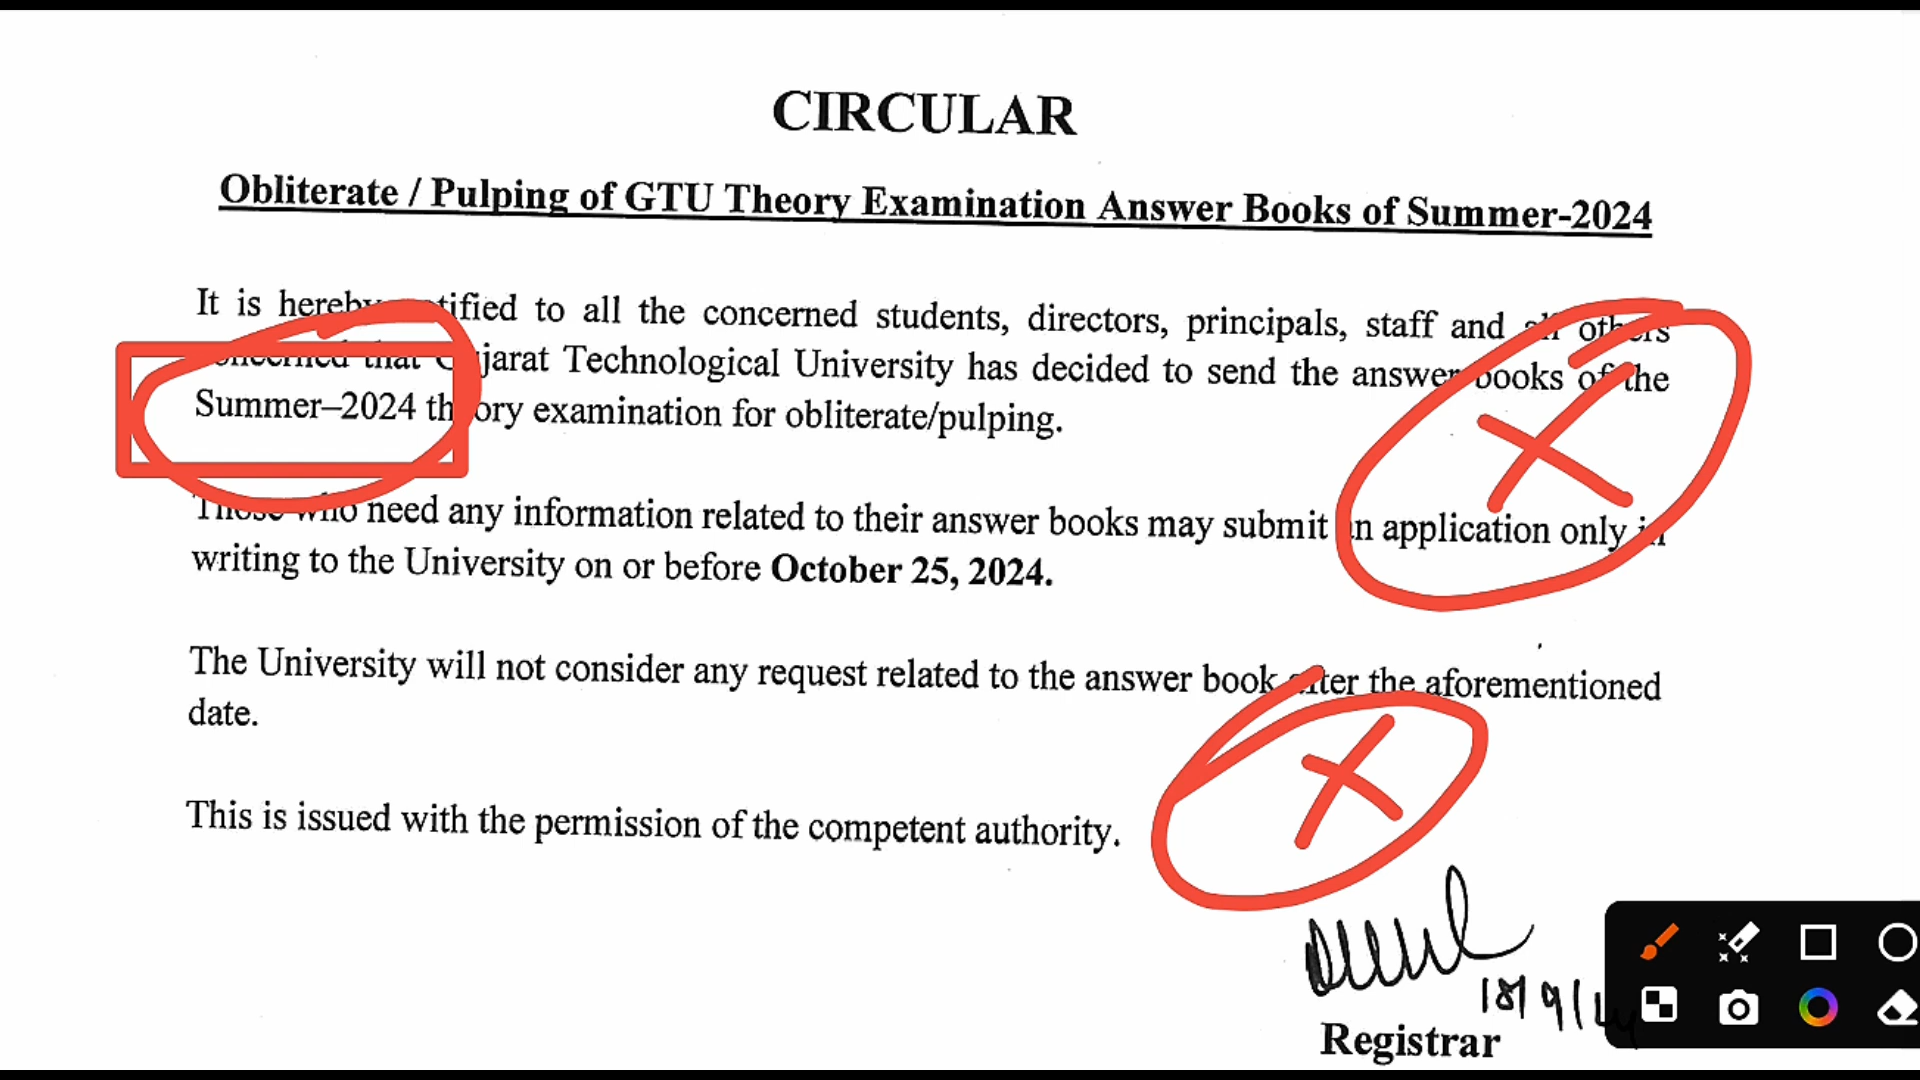 CIRCULAR
Obliterate / Pulping of GTU Theory Examination Answer Books of Summer-2024
It is hereby notified to all the concerned students, directors, principals, staff and all others
concerned that Gujarat Technological University has decided to send the answer books of the
Summer–2024 theory examination for obliterate/pulping.
Those who need any information related to their answer books may submit an application only in
writing to the University on or before October 25, 2024.
The University will not consider any request related to the answer book after the aforementioned
date.
This is issued with the permission of the competent authority.
18/9/24
Registrar